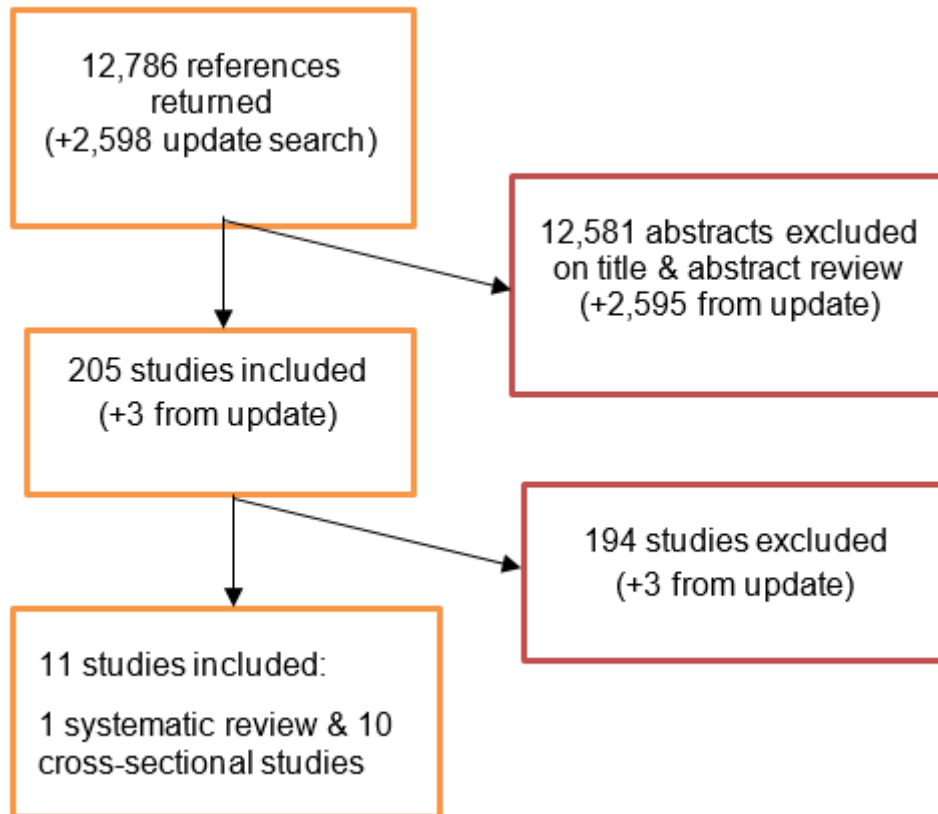 12,786 references
returned
(+2,598 update search)
12,581 abstracts excluded
on title & abstract review
(+2,595 from update)
205 studies included
(+3 from update)
194 studies excluded
(+3 from update)
11 studies included:
1 systematic review & 10
cross-sectional studies